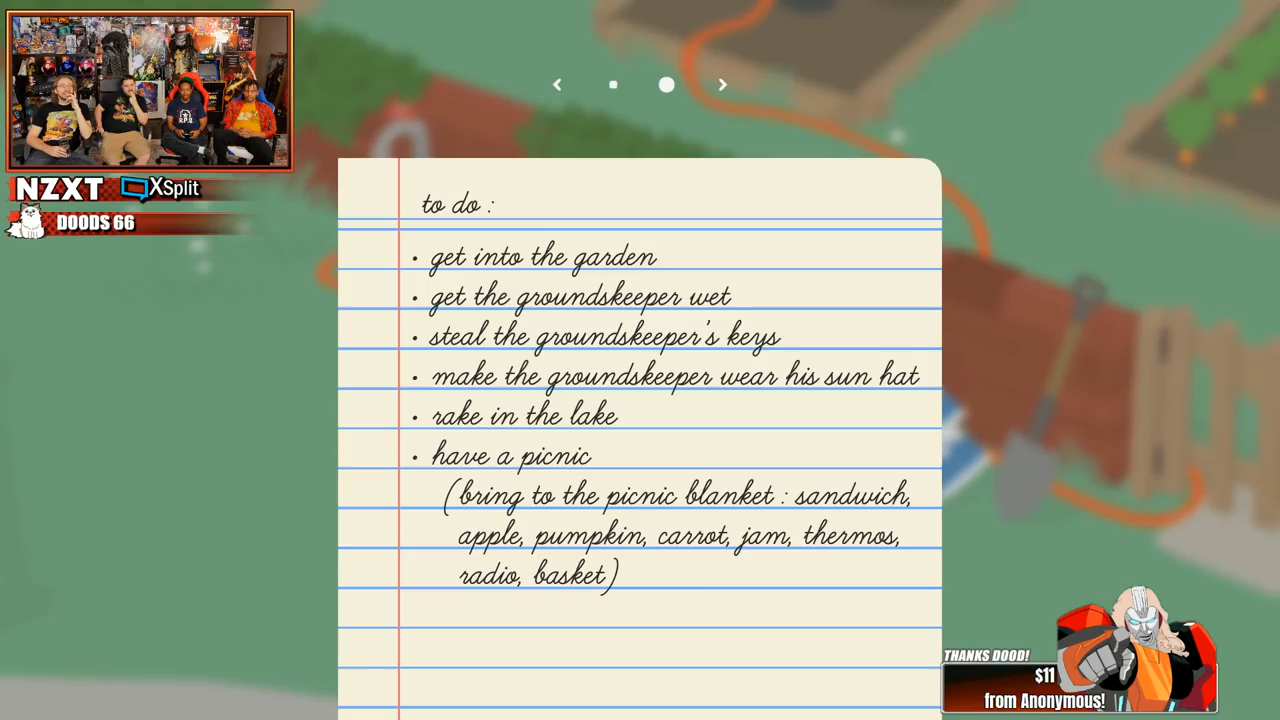 NZXT XSplit
DOODS 66
to do :
• get into the garden
• get the groundskeeper wet
• steal the groundskeeper's keys
• make the groundskeeper wear his sun hat
• rake in the lake
• have a picnic
(bring to the picnic blanket : sandwich,
apple, pumpkin, carrot, jam, thermos,
radio, basket)
THANKS DOOD!
$11
from Anonymous!